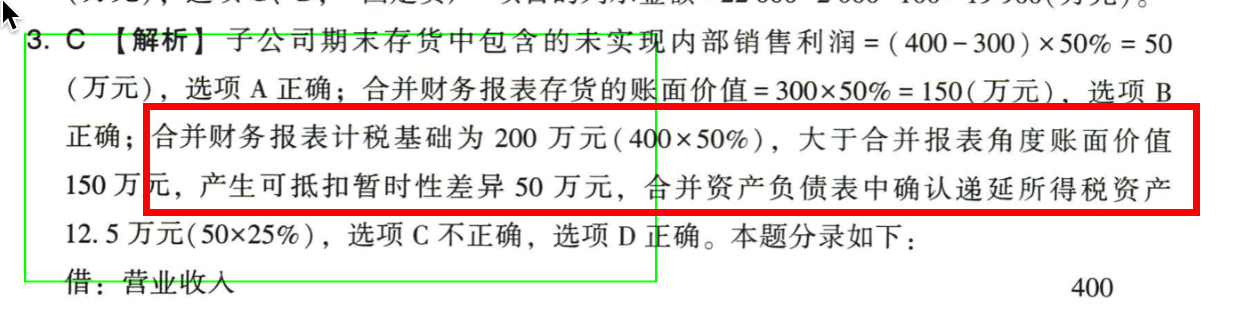 3. C 【解析】子公司期末存货中包含的未实现内部销售利润=(400-300)×50%=50
(万元)，选项 A 正确；合并财务报表存货的账面价值=300×50%=150(万元)，选项 B
正确；合并财务报表计税基础为 200 万元(400×50%)，大于合并报表角度账面价值
150 万元，产生可抵扣暂时性差异 50 万元，合并资产负债表中确认递延所得税资产
12.5 万元(50×25%)，选项 C 不正确，选项 D 正确。本题分录如下：
借：营业收入 400